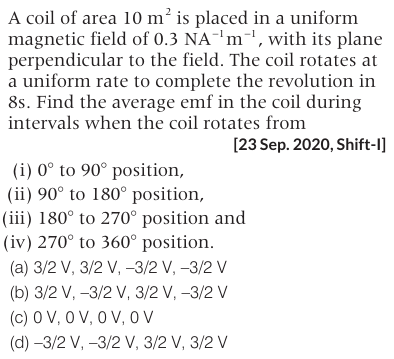 A coil of area 10 m² is placed in a uniform
magnetic field of 0.3 NA⁻¹m⁻¹, with its plane
perpendicular to the field. The coil rotates at
a uniform rate to complete the revolution in
8s. Find the average emf in the coil during
intervals when the coil rotates from
[23 Sep. 2020, Shift-I]
(i) 0° to 90° position,
(ii) 90° to 180° position,
(iii) 180° to 270° position and
(iv) 270° to 360° position.
(a) 3/2 V, 3/2 V, –3/2 V, –3/2 V
(b) 3/2 V, –3/2 V, 3/2 V, –3/2 V
(c) 0 V, 0 V, 0 V, 0 V
(d) –3/2 V, –3/2 V, 3/2 V, 3/2 V